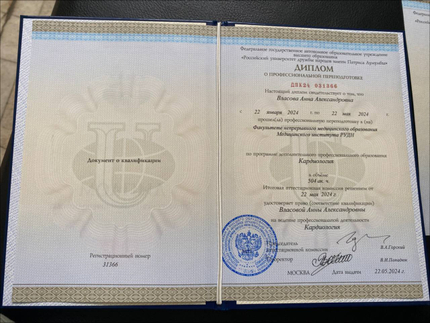 Документ о квалификации
Регистрационный номер
31366
Федеральное государственное автономное образовательное учреждение
высшего образования
«Российский университет дружбы народов имени Патриса Лумумбы»
ДИПЛОМ
О ПРОФЕССИОНАЛЬНОЙ ПЕРЕПОДГОТОВКЕ
Настоящий диплом свидетельствует о том, что
Власова Анна Александровна
с 22 января 2024 г. по 22 мая 2024 г.
прошел(а) профессиональную переподготовку в (на)
Факультете непрерывного медицинского образования
Медицинского института РУДН
по программе дополнительного профессионального образования
Кардиология
в объеме
504 ак. ч
Итоговая аттестационная комиссия решением от
22 мая 2024 г.
удостоверяет право (соответствие квалификации)
Власовой Анны Александровны
на ведение профессиональной деятельности
Кардиология
Председатель
аттестационной комиссии
МОСКВА Дата выдачи 22.05.2024 г.